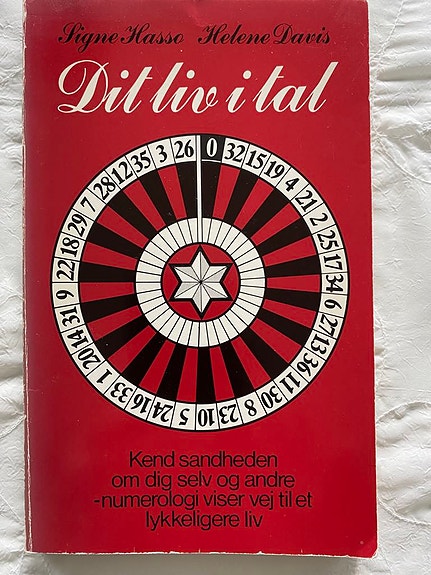 Signe Hasso Helene Davis
Dit liv i tal
0 32 15 19 4 21 2 25 17 34 6 27 13 36 11 30 8 23 10 5 24 16 33 1 20 14 31 9 22 18 29 7 28 12 35 3 26
Kend sandheden
om dig selv og andre
-numerologi viser vej til et
lykkeligere liv